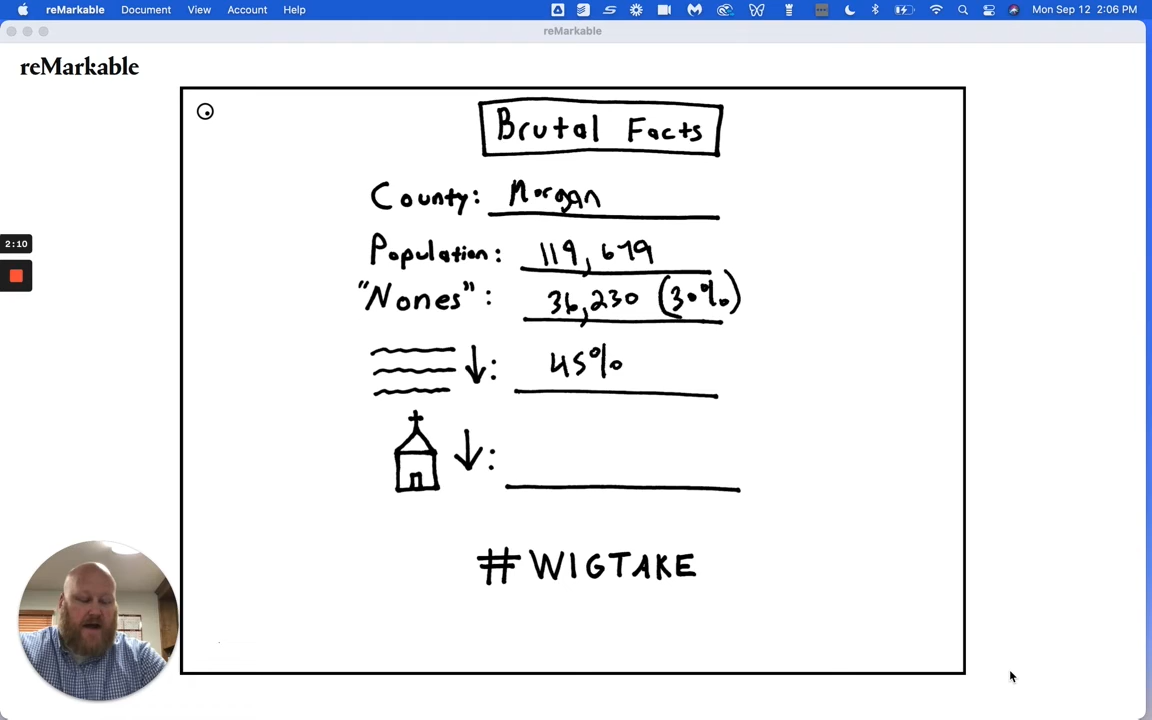 reMarkable Document View Account Help Mon Sep 12 2:06 PM
reMarkable
reMarkable
Brutal Facts
County: Morgan
Population: 119,679
2:10
"Nones": 36,230 (30%)
↓: 45%
↓:
#WIGTAKE